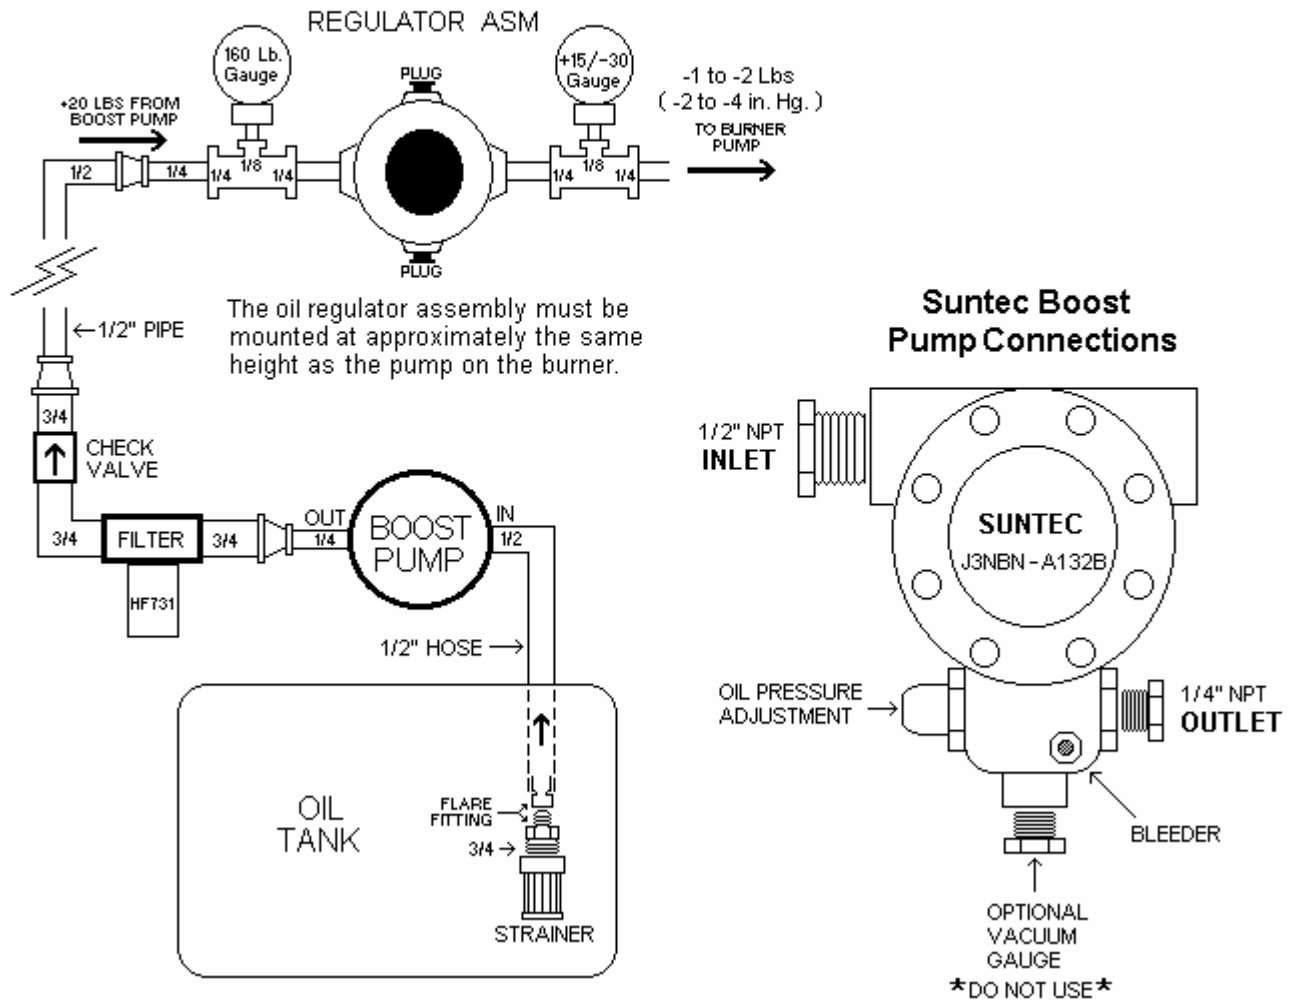 REGULATOR ASM
160 Lb.
Gauge
PLUG
+15/-30
Gauge
-1 to -2 Lbs
( -2 to -4 in. Hg. )
+20 LBS FROM
BOOST PUMP
TO BURNER
PUMP
1/2
1/4
1/4
1/8
1/4
1/4
1/8
1/4
PLUG
The oil regulator assembly must be
mounted at approximately the same
height as the pump on the burner.
1/2" PIPE
3/4
CHECK
VALVE
3/4
FILTER
3/4
OUT
1/4
BOOST
PUMP
IN
1/2
HF731
1/2" HOSE
OIL
TANK
FLARE
FITTING
3/4
STRAINER
Suntec Boost
Pump Connections
1/2" NPT
INLET
SUNTEC
J3NBN-A132B
OIL PRESSURE
ADJUSTMENT
1/4" NPT
OUTLET
BLEEDER
OPTIONAL
VACUUM
GAUGE
*DO NOT USE*